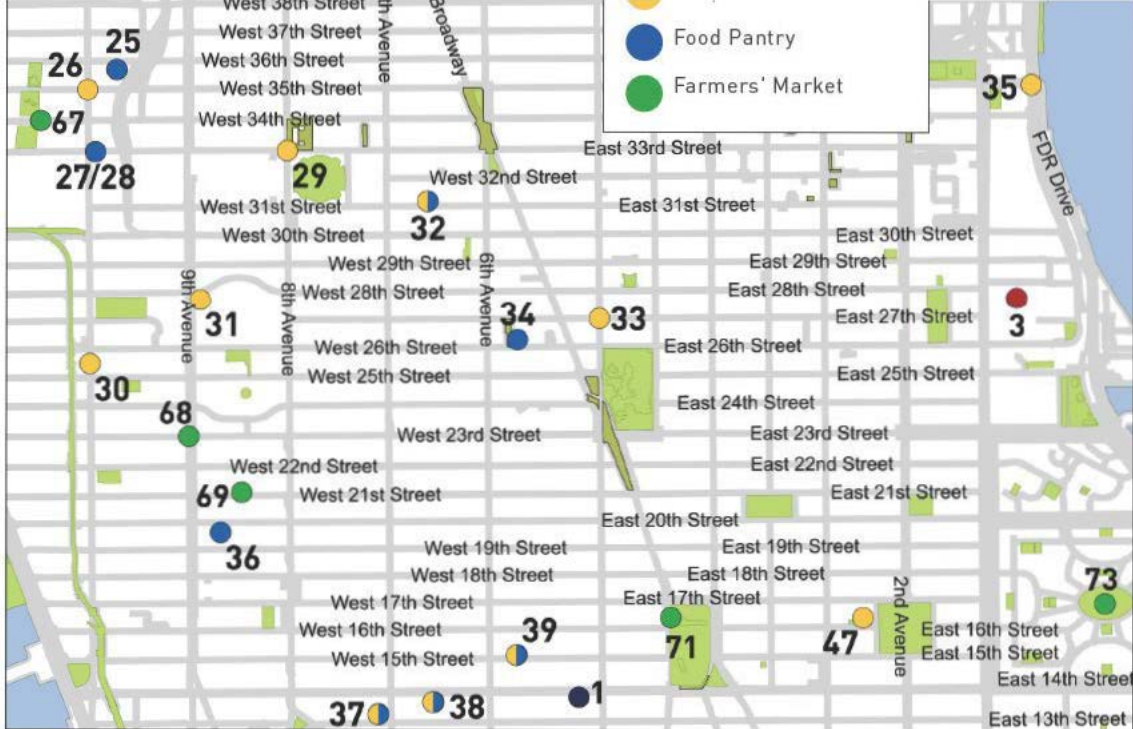 West 38th Street
West 37th Street
West 36th Street
West 35th Street
West 34th Street
Avenue
Broadway
Food Pantry
Farmers' Market
25
26
67
27/28
29
35
FDR Drive
East 33rd Street
West 32nd Street
West 31st Street
East 31st Street
32
West 30th Street
East 30th Street
West 29th Street
East 29th Street
9th Avenue
8th Avenue
6th Avenue
West 28th Street
East 28th Street
31
34
33
East 27th Street
3
West 26th Street
East 26th Street
West 25th Street
East 25th Street
30
East 24th Street
68
West 23rd Street
East 23rd Street
West 22nd Street
East 22nd Street
69
West 21st Street
East 21st Street
East 20th Street
36
West 19th Street
East 19th Street
West 18th Street
East 18th Street
2nd Avenue
73
West 17th Street
East 17th Street
West 16th Street
39
71
47
East 16th Street
West 15th Street
East 15th Street
East 14th Street
37
38
1
East 13th Street